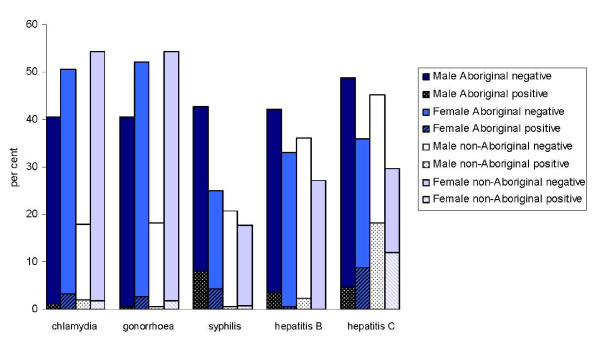 60
50
40
30
20
10
0
per cent
chlamydia gonorrhoea syphilis hepatitis B hepatitis C
Male Aboriginal negative
Male Aboriginal positive
Female Aboriginal negative
Female Aboriginal positive
Male non-Aboriginal negative
Male non-Aboriginal positive
Female non-Aboriginal negative
Female non-Aboriginal positive